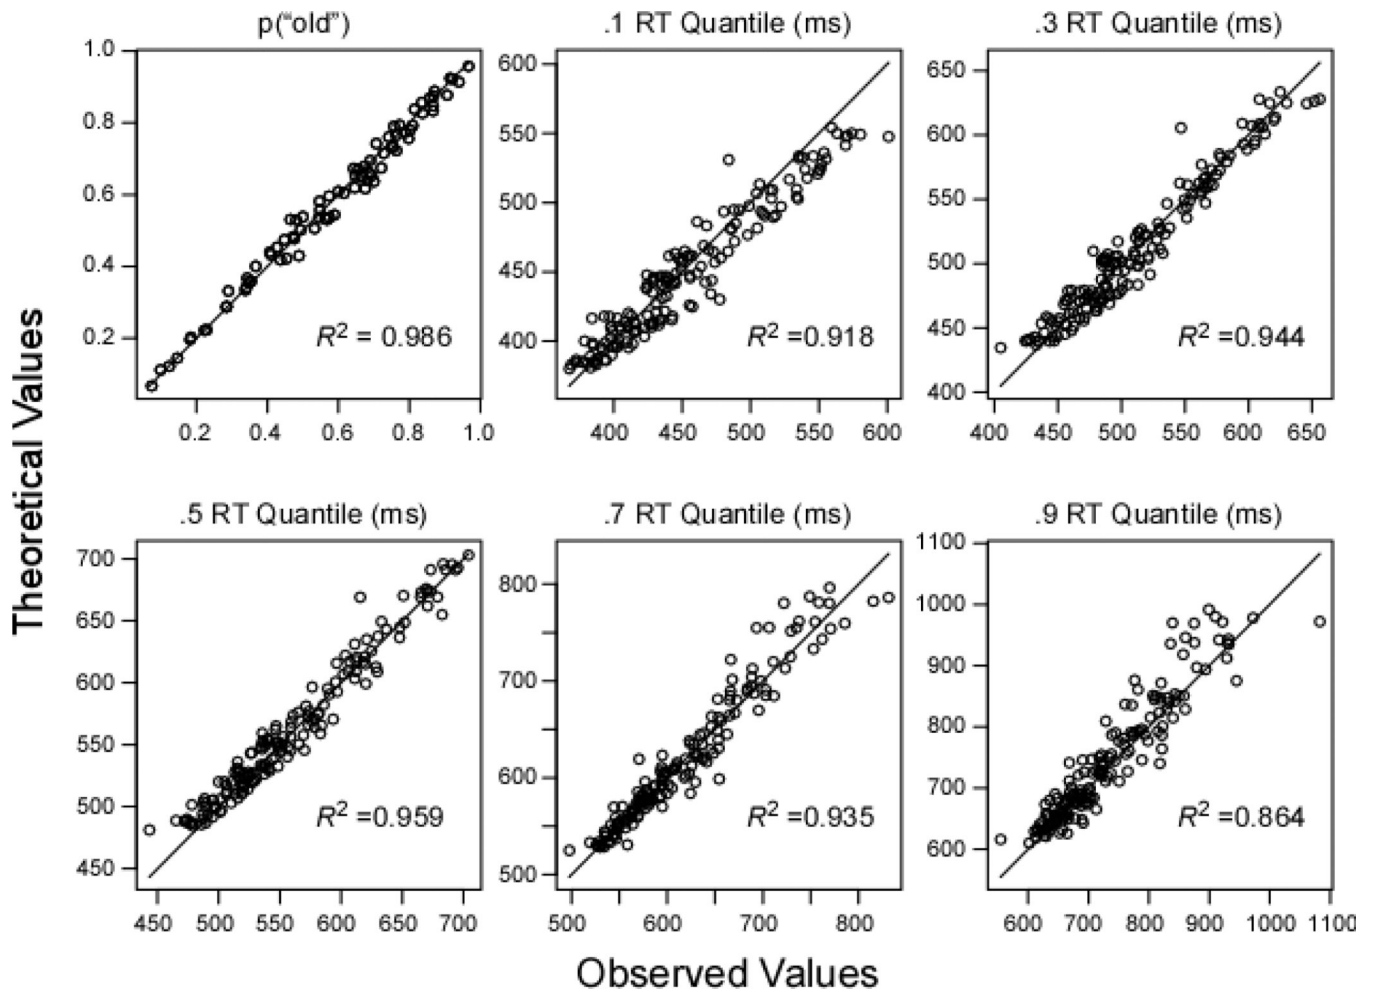 p("old")
.1 RT Quantile (ms)
.3 RT Quantile (ms)
1.0
0.8
0.6
0.4
0.2
R² = 0.986
0.2 0.4 0.6 0.8 1.0
600
550
500
450
400
R² =0.918
400 450 500 550 600
650
600
550
500
450
400
R² =0.944
400 450 500 550 600 650
Theoretical Values
.5 RT Quantile (ms)
.7 RT Quantile (ms)
.9 RT Quantile (ms)
700
650
600
550
500
450
R² =0.959
450 500 550 600 650 700
800
700
600
500
R² =0.935
500 600 700 800
1100
1000
900
800
700
600
R² =0.864
600 700 800 900 1000 1100
Observed Values